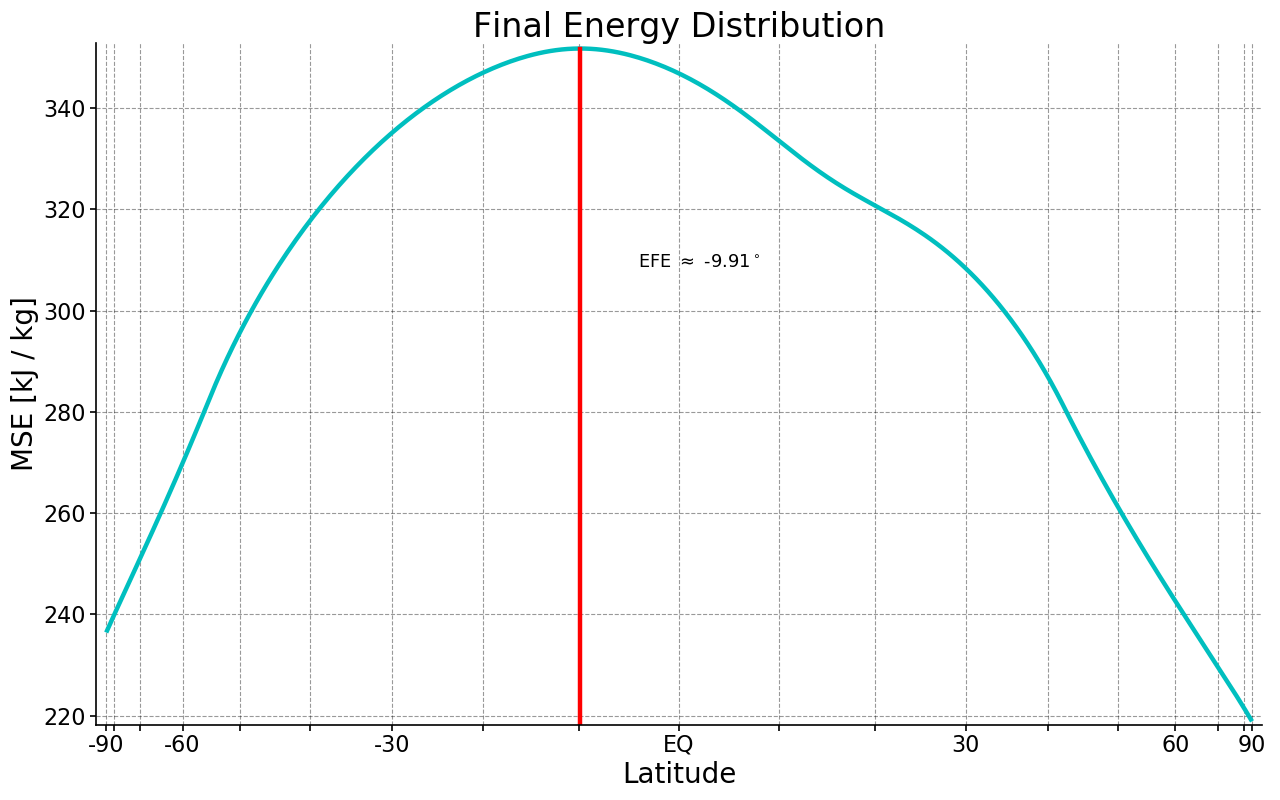 Final Energy Distribution
MSE [kJ / kg]
340
320
300
280
260
240
220
EFE ≈ -9.91°
-90 -60 -30 EQ 30 60 90
Latitude